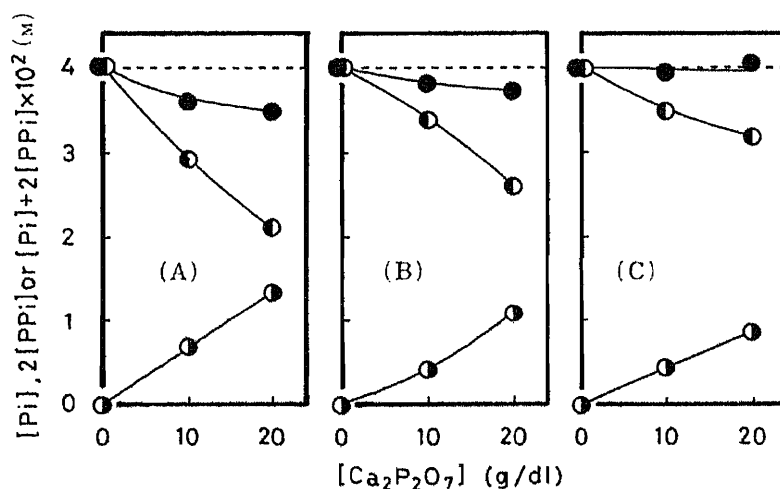 [Pi], 2[PPi] or [Pi]+2[PPi]×10² (M)
4
3
2
1
0
(A) (B) (C)
0 10 20 0 10 20 0 10 20
[Ca₂P₂O₇] (g/dl)